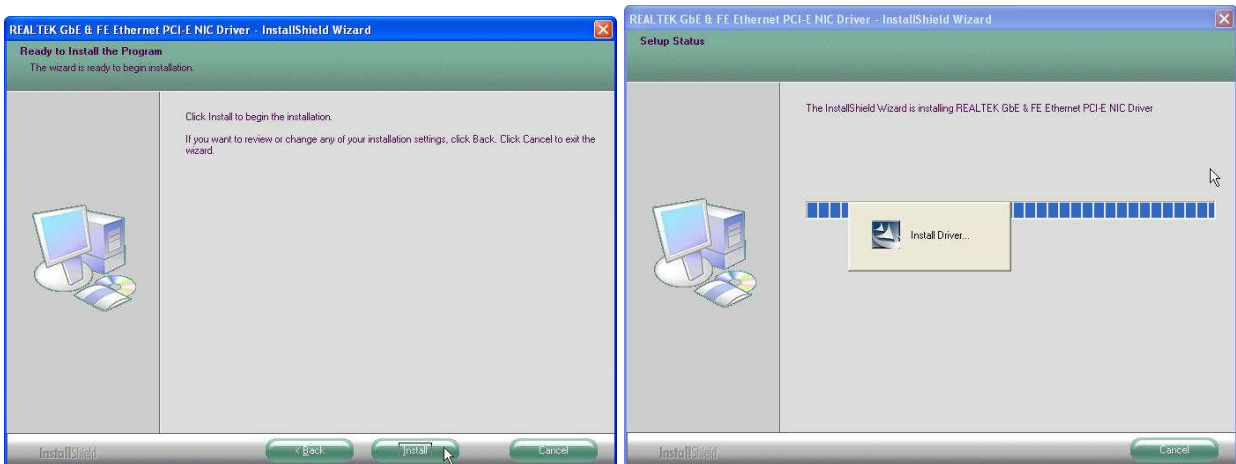 REALTEK GbE & FE Ethernet PCI-E NIC Driver - InstallShield Wizard
Ready to Install the Program
The wizard is ready to begin installation.
Click Install to begin the installation.
If you want to review or change any of your installation settings, click Back. Click Cancel to exit the
wizard.
InstallShield
< Back
Install
Cancel
REALTEK GbE & FE Ethernet PCI-E NIC Driver - InstallShield Wizard
Setup Status
The InstallShield Wizard is installing REALTEK GbE & FE Ethernet PCI-E NIC Driver
Install Driver...
InstallShield
Cancel